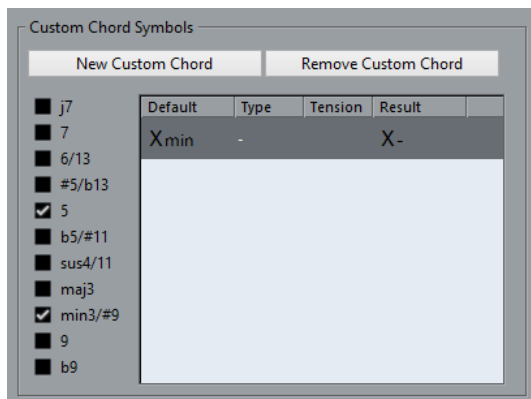 Custom Chord Symbols
New Custom Chord
Remove Custom Chord
j7
7
6/13
#5/b13
5
b5/#11
sus4/11
maj3
min3/#9
9
b9
Default Type Tension Result
Xmin - X-